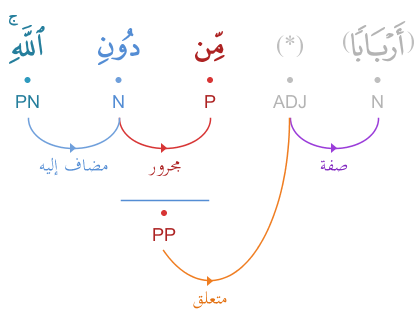 (أَرْبَابًا) (*) مِّن دُونِ ٱللَّهِ ۚ
N ADJ P N PN
صفة مجرور مضاف إليه
PP
متعلق